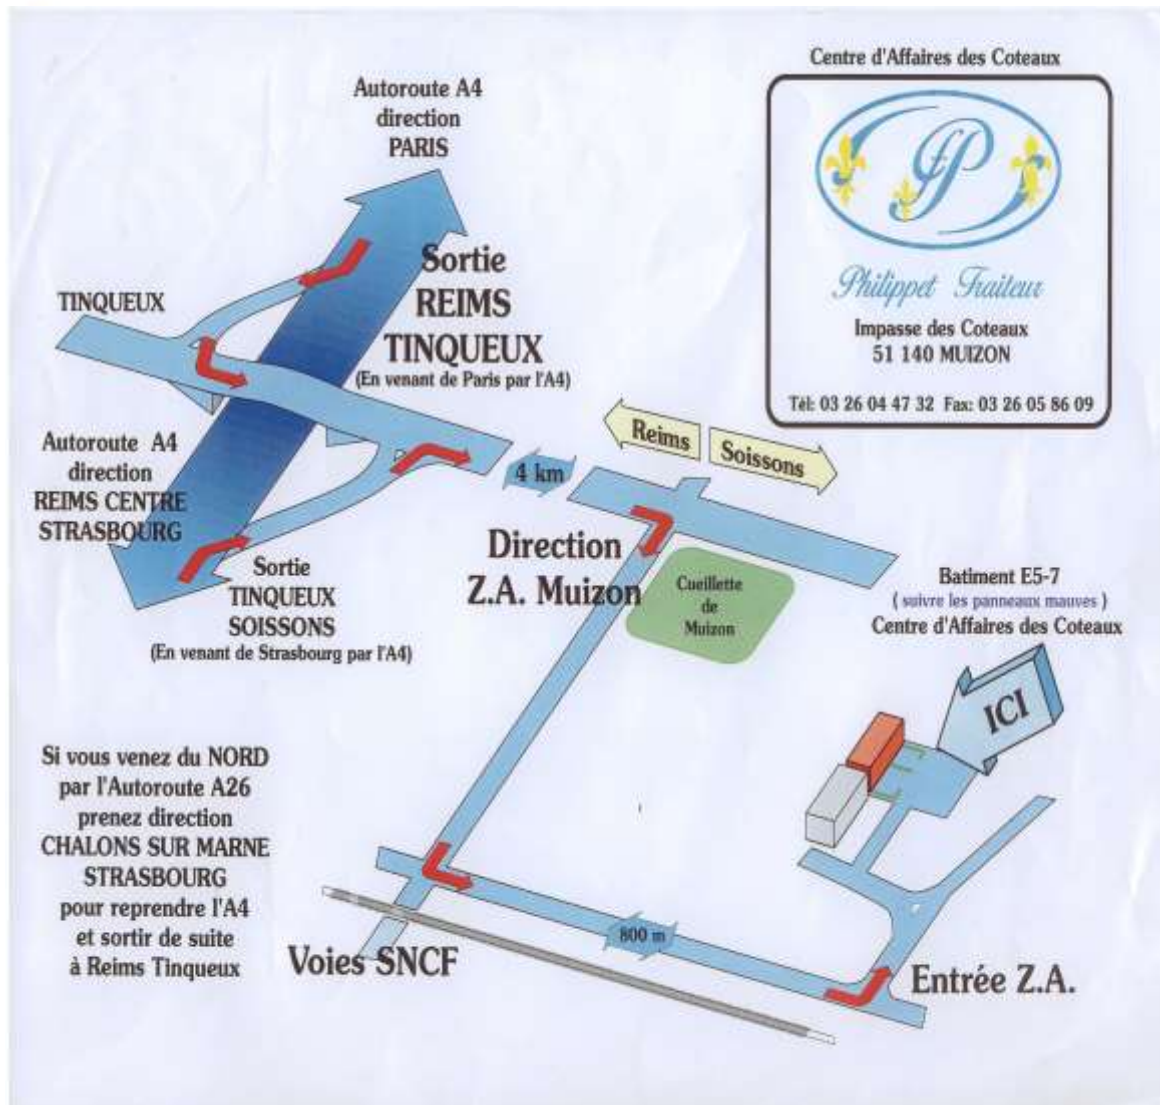 Centre d'Affaires des Coteaux
Philippet Traiteur
Impasse des Coteaux
51 140 MUIZON
Tél: 03 26 04 47 32 Fax: 03 26 05 86 09
Autoroute A4
direction
PARIS
Sortie
REIMS
TINQUEUX
(En venant de Paris par l'A4)
TINQUEUX
Autoroute A4
direction
REIMS CENTRE
STRASBOURG
Sortie
TINQUEUX
SOISSONS
(En venant de Strasbourg par l'A4)
4 km
Reims
Soissons
Direction
Z.A. Muizon
Cueillette
de
Muizon
Batiment E5-7
( suivre les panneaux mauves )
Centre d'Affaires des Coteaux
ICI
Si vous venez du NORD
par l'Autoroute A26
prenez direction
CHALONS SUR MARNE
STRASBOURG
pour reprendre l'A4
et sortir de suite
à Reims Tinqueux
Voies SNCF
800 m
Entrée Z.A.